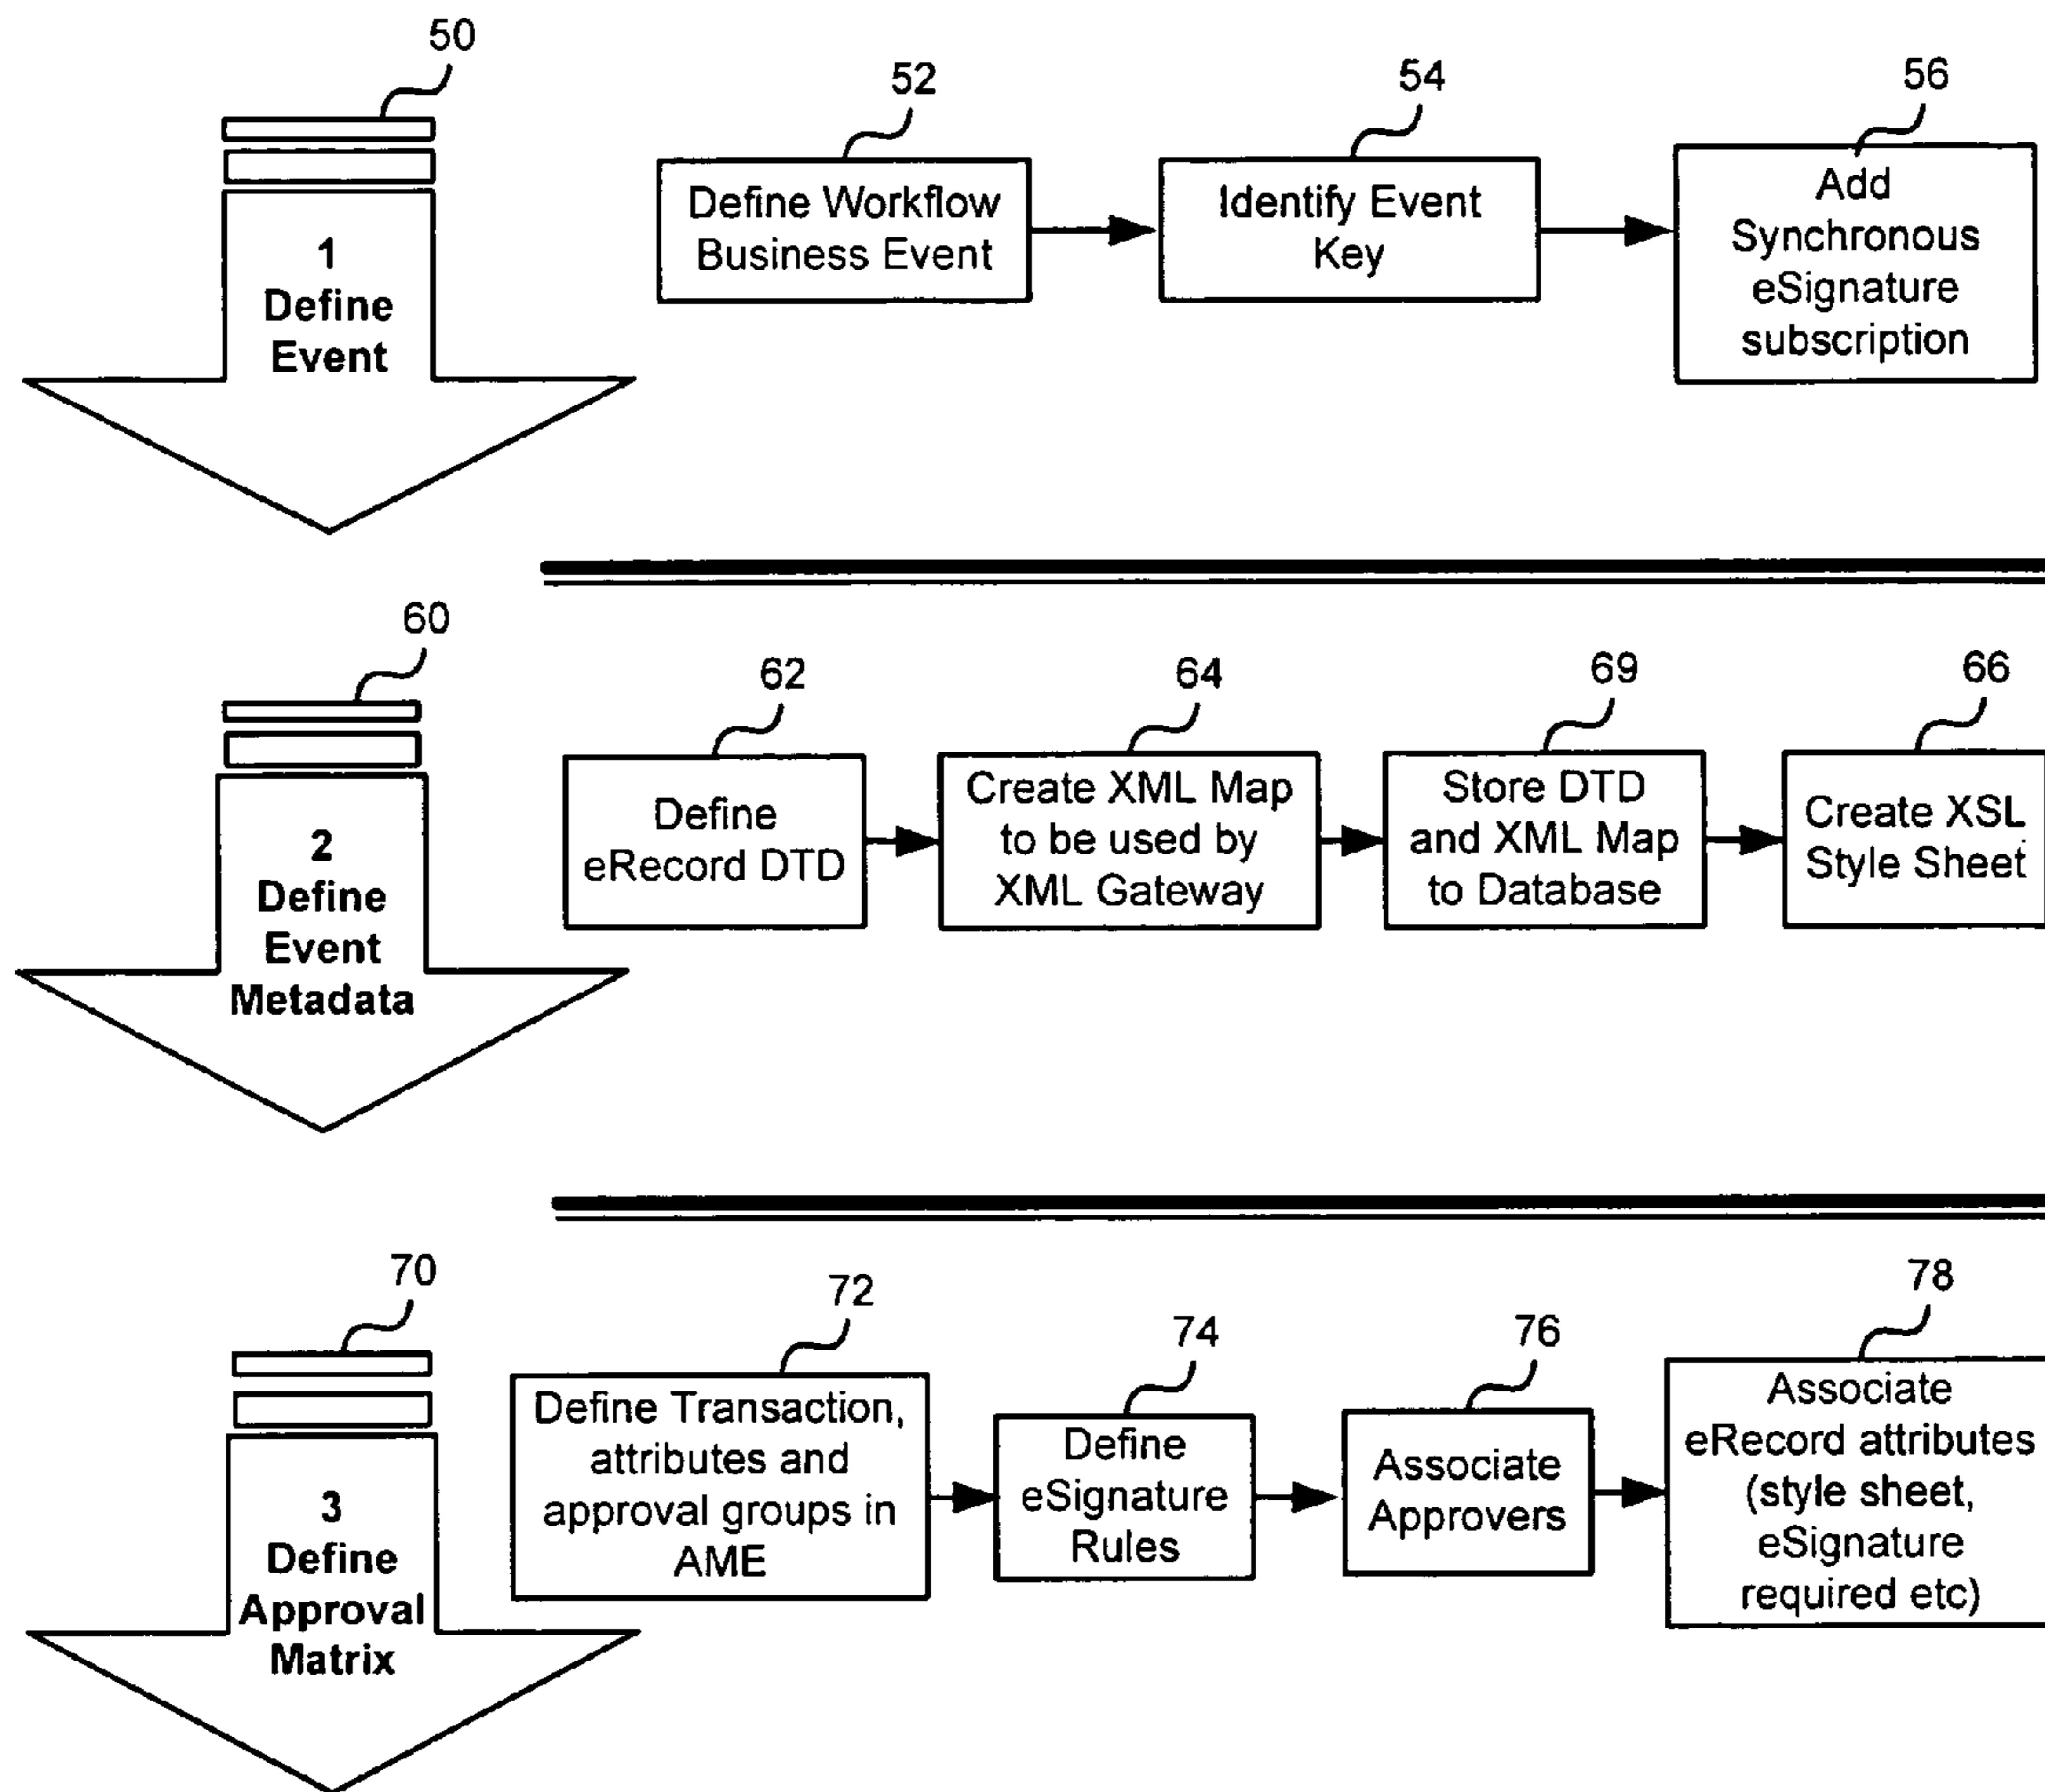 50
52
54
56
1
Define
Event
Define Workflow
Business Event
Identify Event
Key
Add
Synchronous
eSignature
subscription
60
62
64
69
66
2
Define
Event
Metadata
Define
eRecord DTD
Create XML Map
to be used by
XML Gateway
Store DTD
and XML Map
to Database
Create XSL
Style Sheet
70
72
74
76
78
3
Define
Approval
Matrix
Define Transaction,
attributes and
approval groups in
AME
Define
eSignature
Rules
Associate
Approvers
Associate
eRecord attributes
(style sheet,
eSignature
required etc)